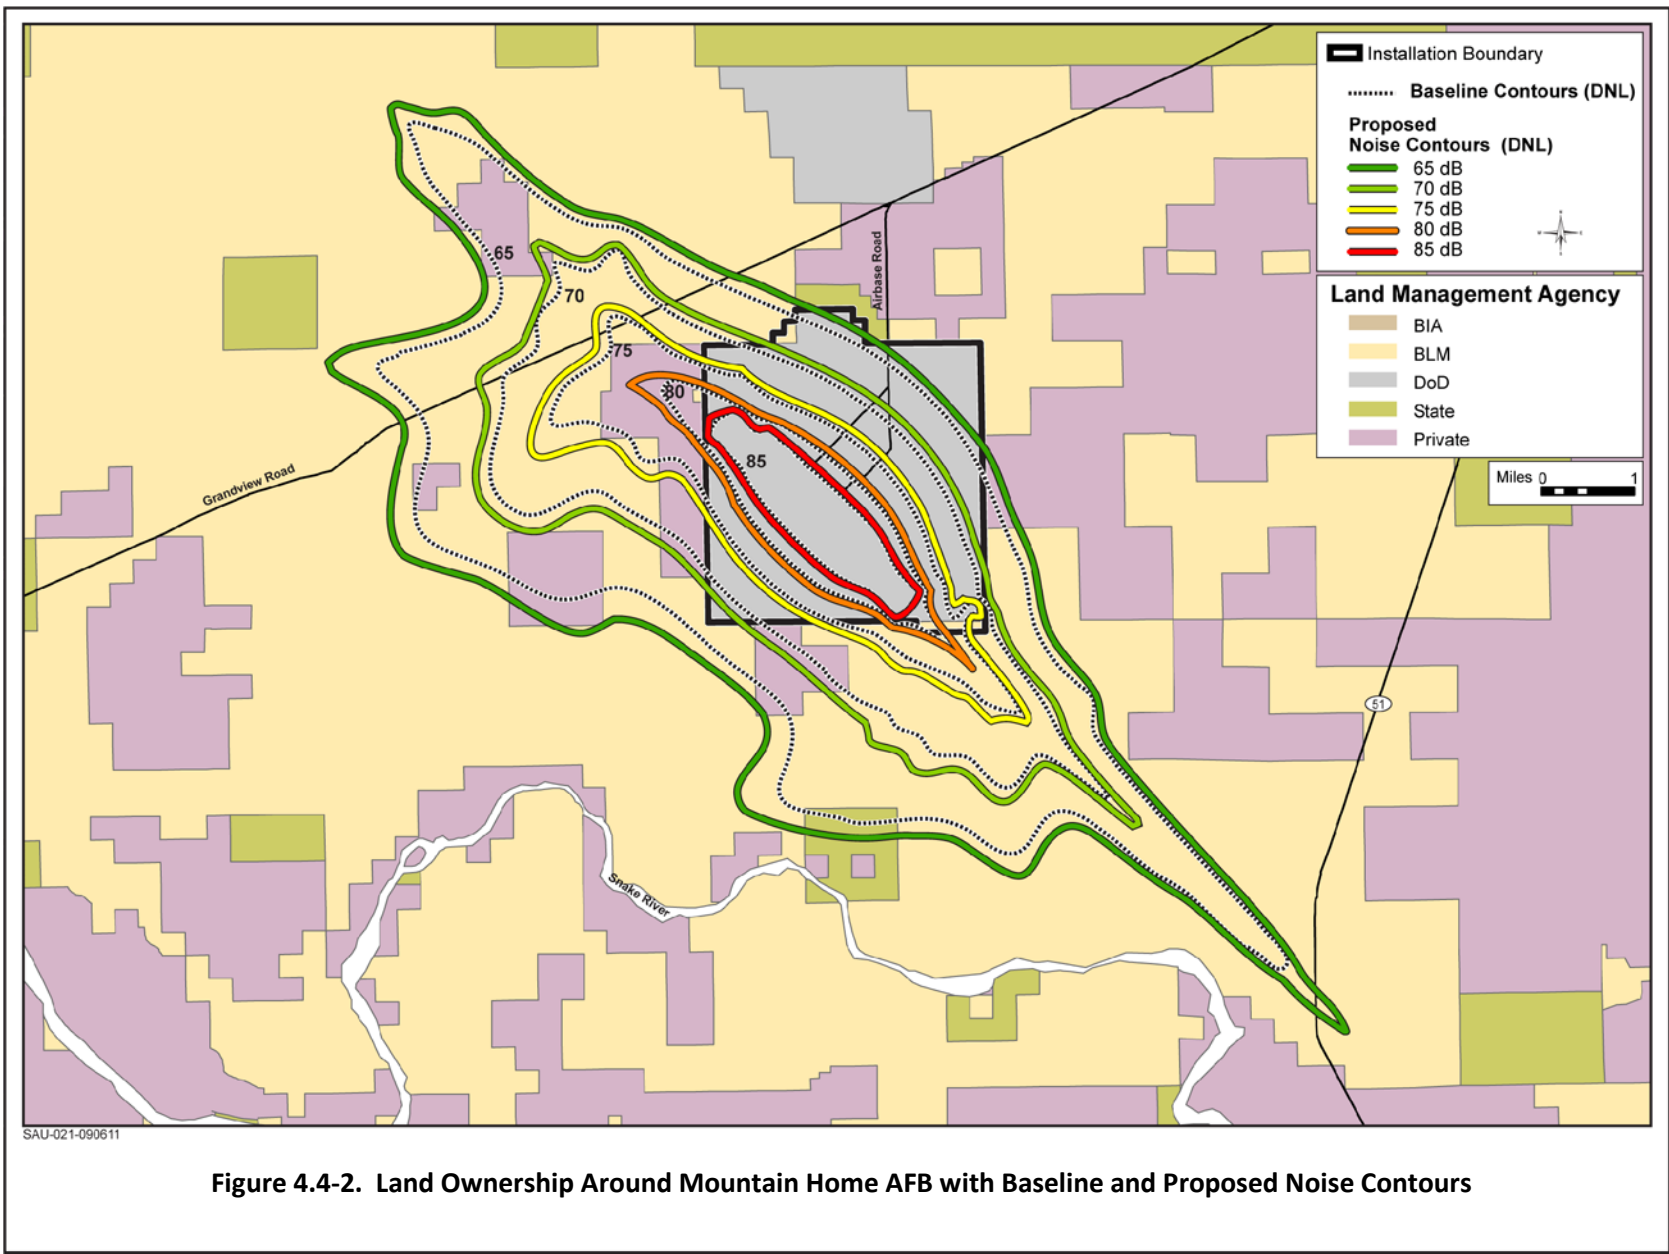 Installation Boundary
Baseline Contours (DNL)
Proposed
Noise Contours (DNL)
65 dB
70 dB
75 dB
80 dB
85 dB
Land Management Agency
BIA
BLM
DoD
State
Private
Miles 0 1
65
70
75
80
85
Airbase Road
Grandview Road
Snake River
51
SAU-021-090611
Figure 4.4-2. Land Ownership Around Mountain Home AFB with Baseline and Proposed Noise Contours